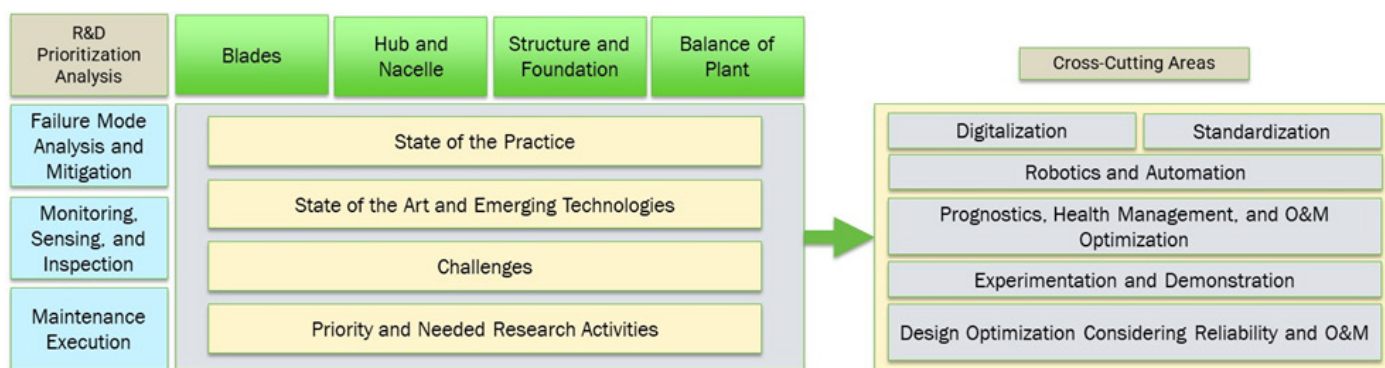 R&D
Prioritization
Analysis
Blades
Hub and
Nacelle
Structure and
Foundation
Balance of
Plant
Failure Mode
Analysis and
Mitigation
Monitoring,
Sensing, and
Inspection
Maintenance
Execution
State of the Practice
State of the Art and Emerging Technologies
Challenges
Priority and Needed Research Activities
Cross-Cutting Areas
Digitalization
Standardization
Robotics and Automation
Prognostics, Health Management, and O&M
Optimization
Experimentation and Demonstration
Design Optimization Considering Reliability and O&M